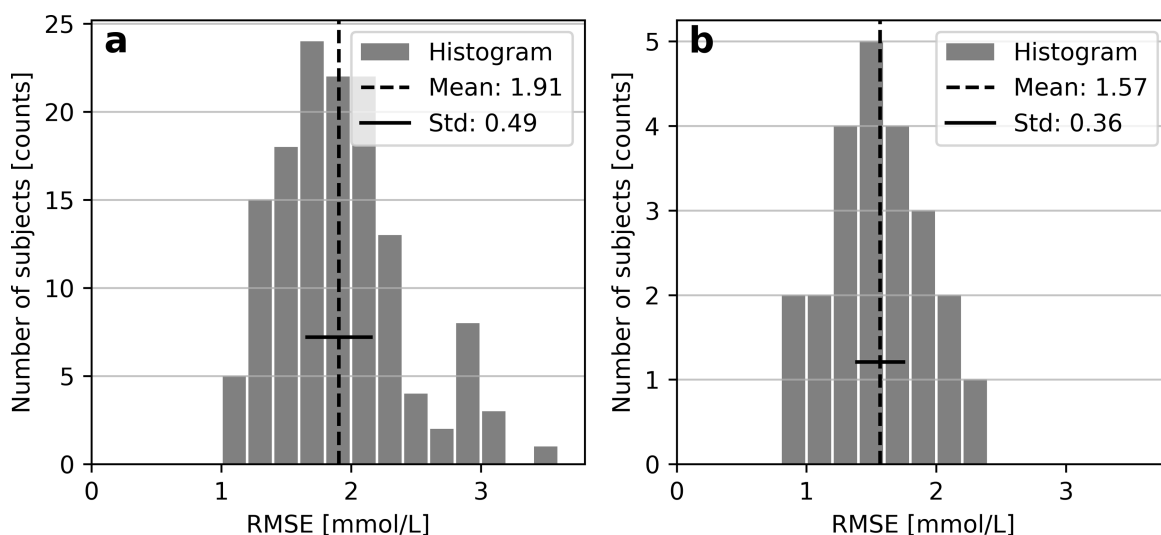 a
Histogram
Mean: 1.91
Std: 0.49
Number of subjects [counts]
25
20
15
10
5
0
0 1 2 3
RMSE [mmol/L]
b
Histogram
Mean: 1.57
Std: 0.36
Number of subjects [counts]
5
4
3
2
1
0
0 1 2 3
RMSE [mmol/L]